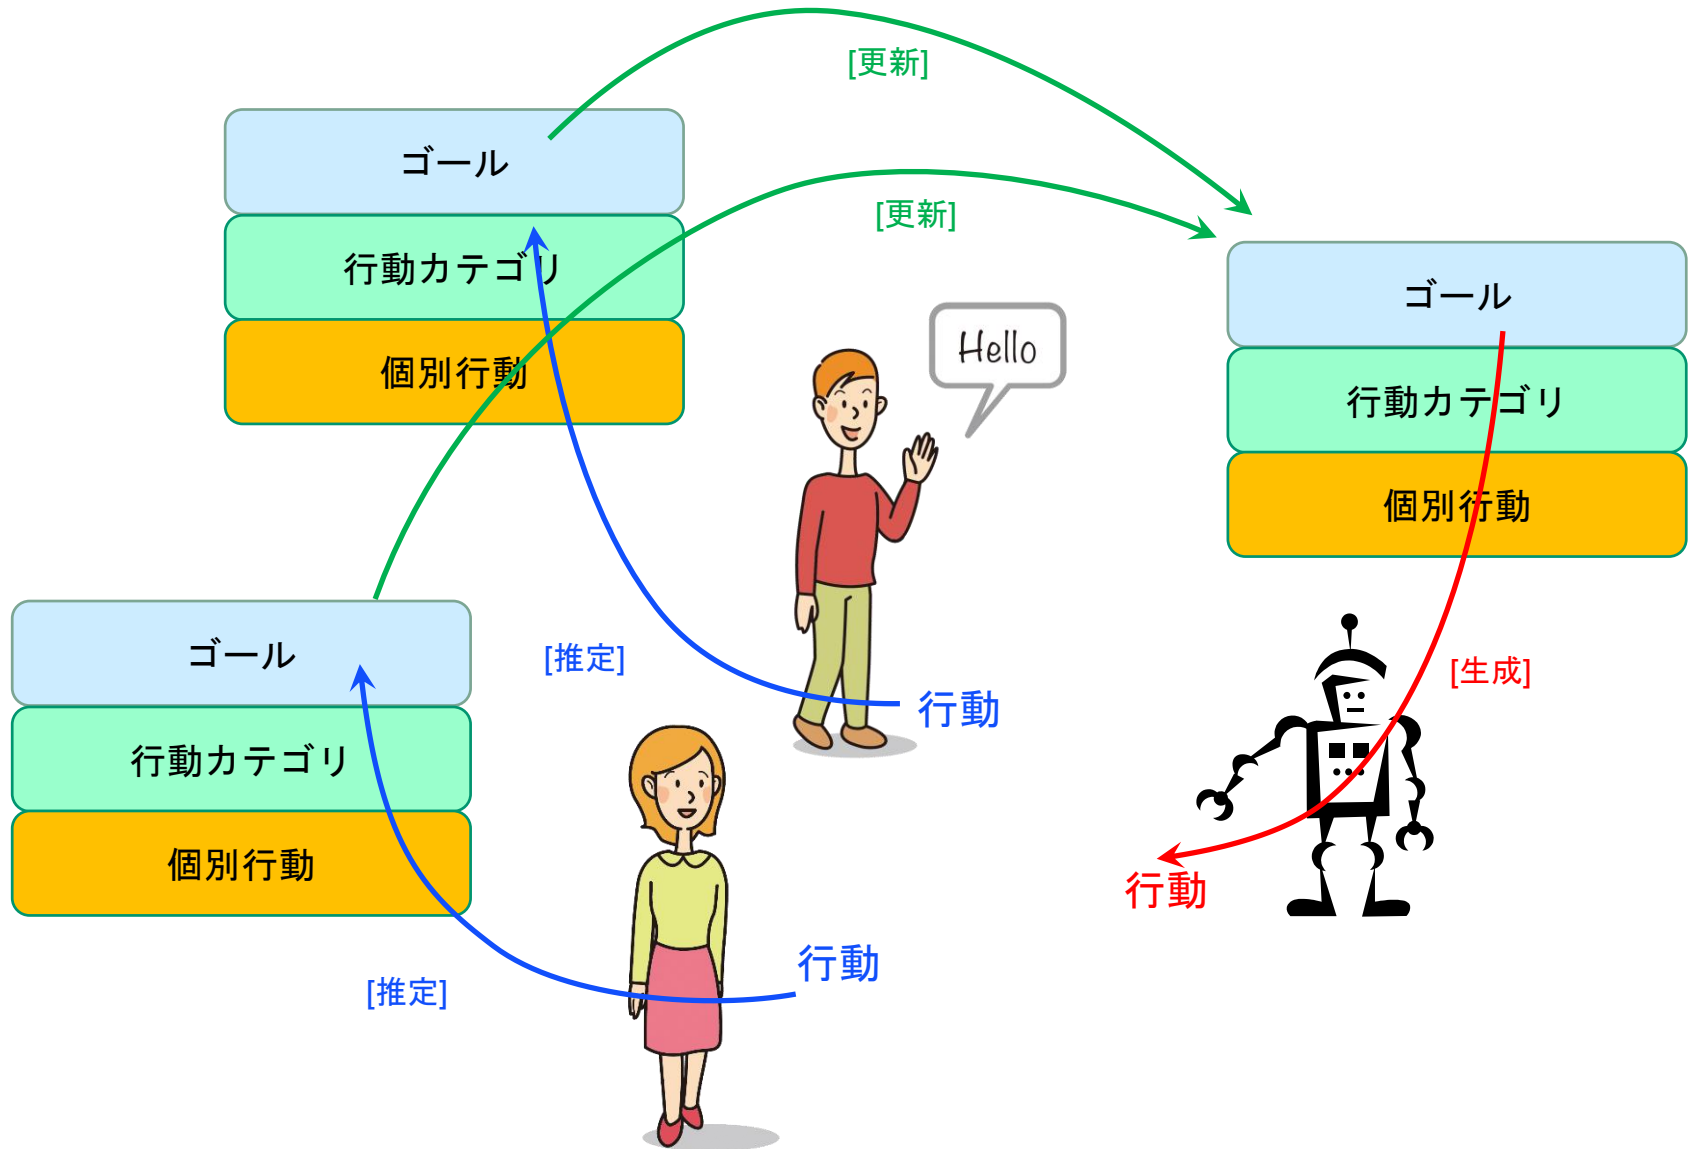 [更新]
ゴール
行動カテゴリ
個別行動
[更新]
Hello
ゴール
行動カテゴリ
個別行動
[推定]
行動
[生成]
行動
ゴール
行動カテゴリ
個別行動
[推定]
行動